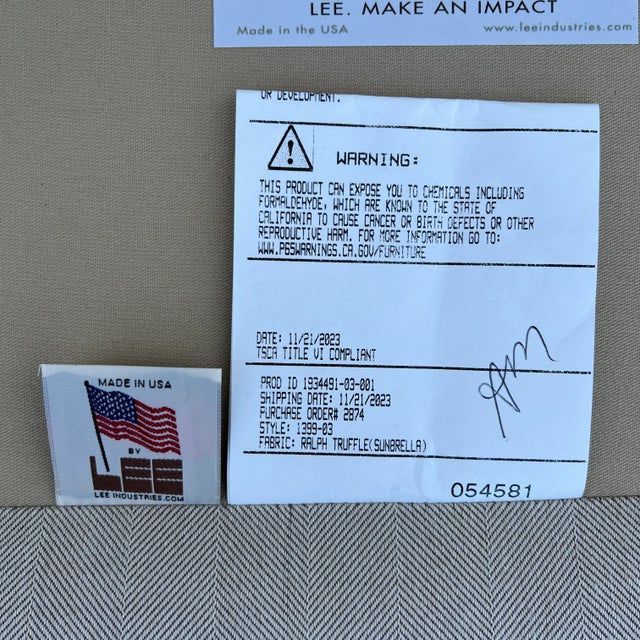 LEE. MAKE AN IMPACT
Made in the USA
www.leeindustries.com
OR DEVELOPMENT.
WARNING:
THIS PRODUCT CAN EXPOSE YOU TO CHEMICALS INCLUDING
FORMALDEHYDE, WHICH ARE KNOWN TO THE STATE OF
CALIFORNIA TO CAUSE CANCER OR BIRTH DEFECTS OR OTHER
REPRODUCTIVE HARM. FOR MORE INFORMATION GO TO:
WWW.P65WARNINGS.CA.GOV/FURNITURE
DATE: 11/21/2023
TSCA TITLE VI COMPLIANT
PROD ID 1934491-03-001
SHIPPING DATE: 11/21/2023
PURCHASE ORDER# 2874
STYLE: 1399-03
FABRIC: RALPH TRUFFLE(SUNBRELLA)
054581
MADE IN USA
BY
LEE
LEE INDUSTRIES.COM